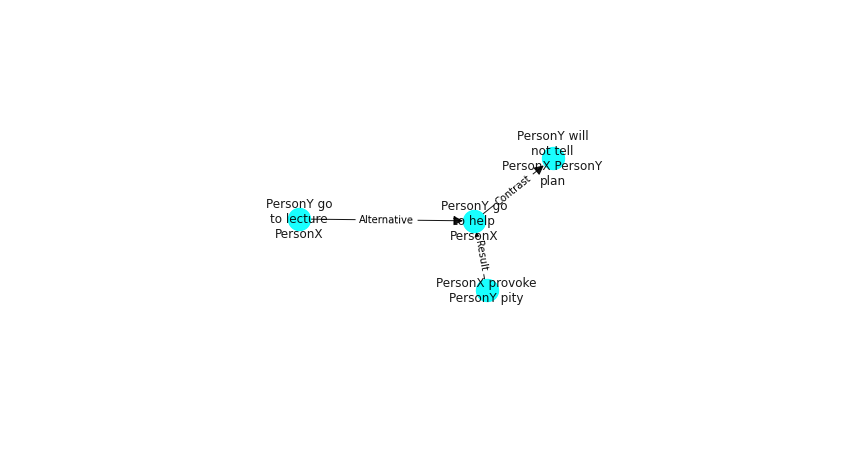 PersonY will
not tell
PersonX PersonY
plan
Contrast
PersonY go
to lecture
PersonX
Alternative
PersonY go
to help
PersonX
Result
PersonX provoke
PersonY pity